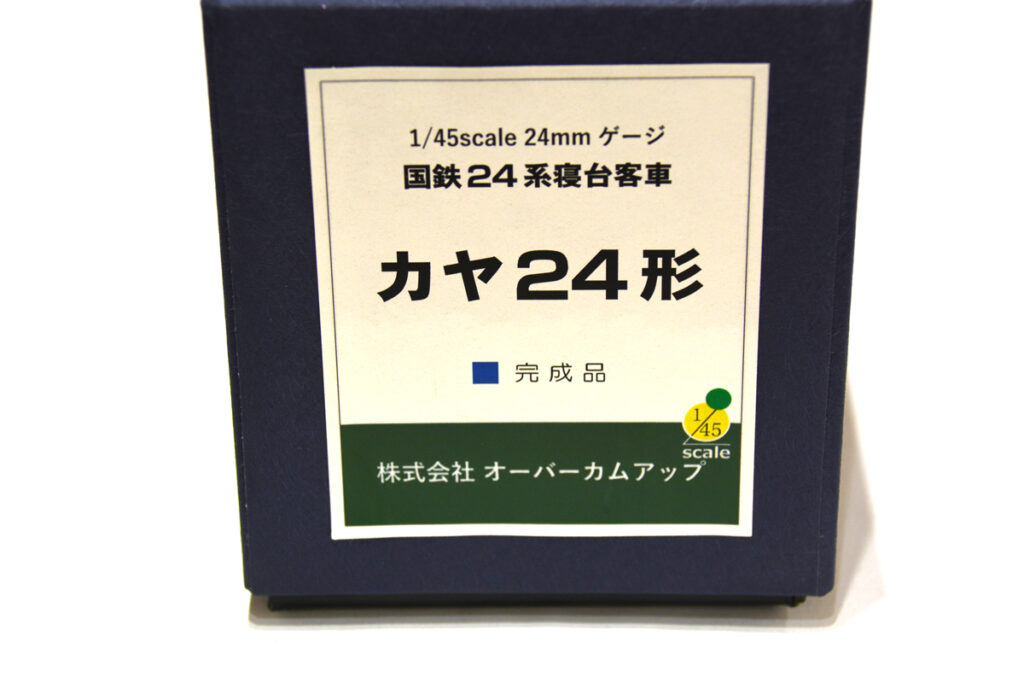 1/45scale 24mm ゲージ
国鉄24系寝台客車
カヤ24形
完成品
1/45
scale
株式会社 オーバーカムアップ